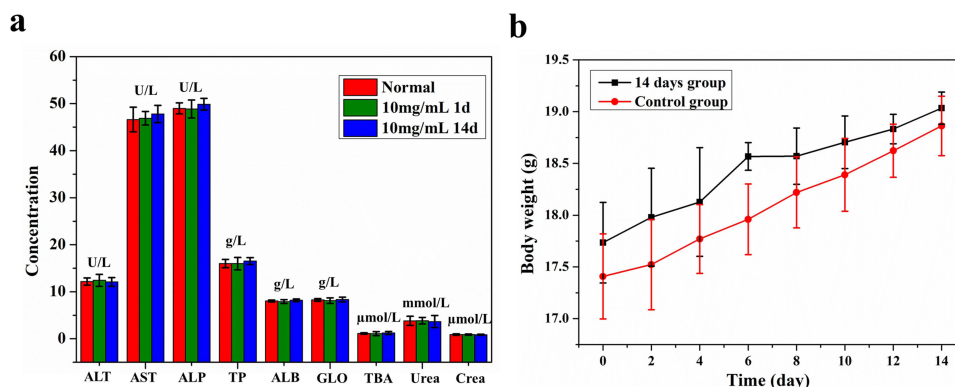 a
60
50
40
30
20
10
0
Concentration
U/L
U/L
U/L
g/L
g/L
g/L
µmol/L
mmol/L
µmol/L
Normal
10mg/mL 1d
10mg/mL 14d
ALT AST ALP TP ALB GLO TBA Urea Crea
b
19.5
19.0
18.5
18.0
17.5
17.0
Body weight (g)
14 days group
Control group
0 2 4 6 8 10 12 14
Time (day)